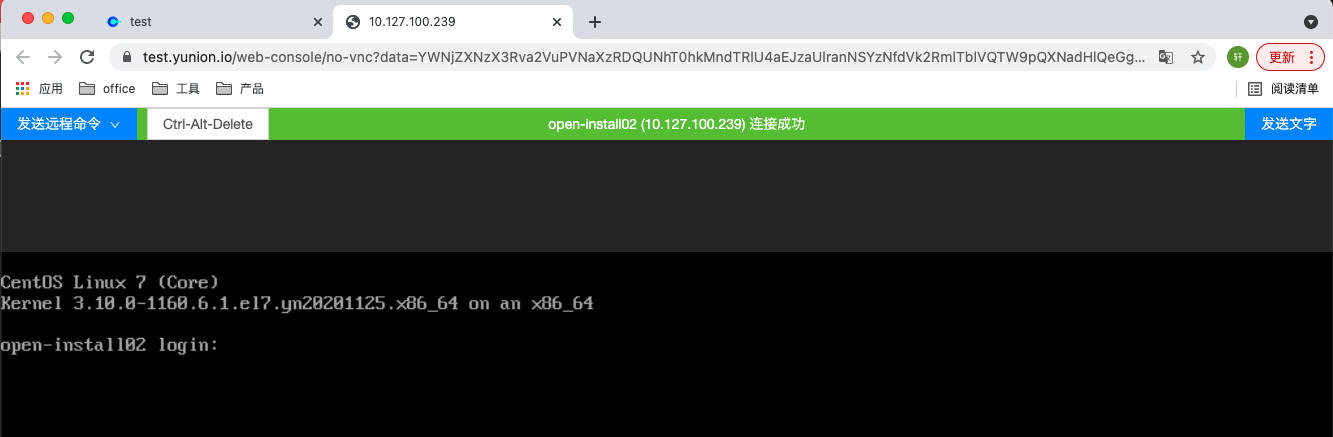 test
10.127.100.239
test.yunion.io/web-console/no-vnc?data=YWNjZXNzX3Rva2VuPVNaXzRDQUNhT0hkMndTRlU4aEJzaUlranNSYzNfdVk2RmlTblVQTW9pQXNadHlQeGg...
轩
更新
应用
office
工具
产品
阅读清单
发送远程命令
Ctrl-Alt-Delete
open-install02 (10.127.100.239) 连接成功
发送文字
CentOS Linux 7 (Core)
Kernel 3.10.0-1160.6.1.el7.yn20201125.x86_64 on an x86_64
open-install02 login: